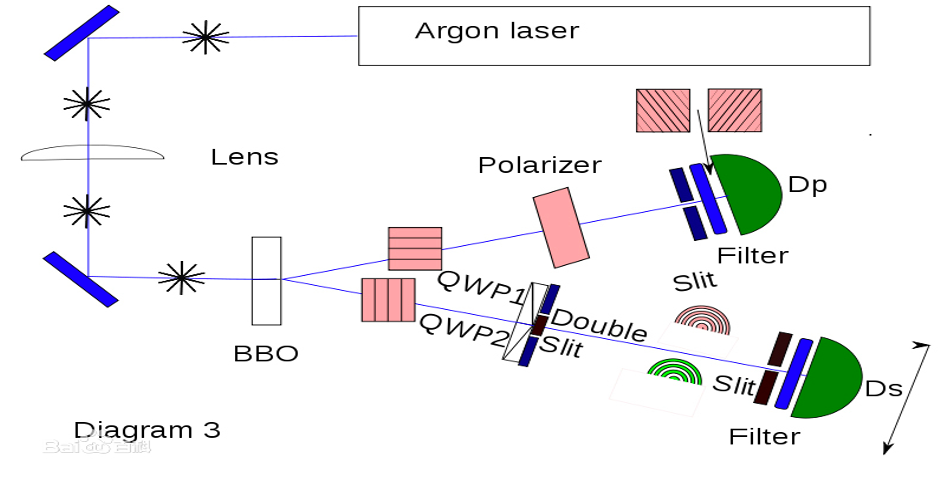 Argon laser
Lens
Polarizer
Dp
Filter
Slit
QWP1
QWP2
Double
Slit
BBO
Slit
Ds
Filter
Diagram 3
Baidu百科